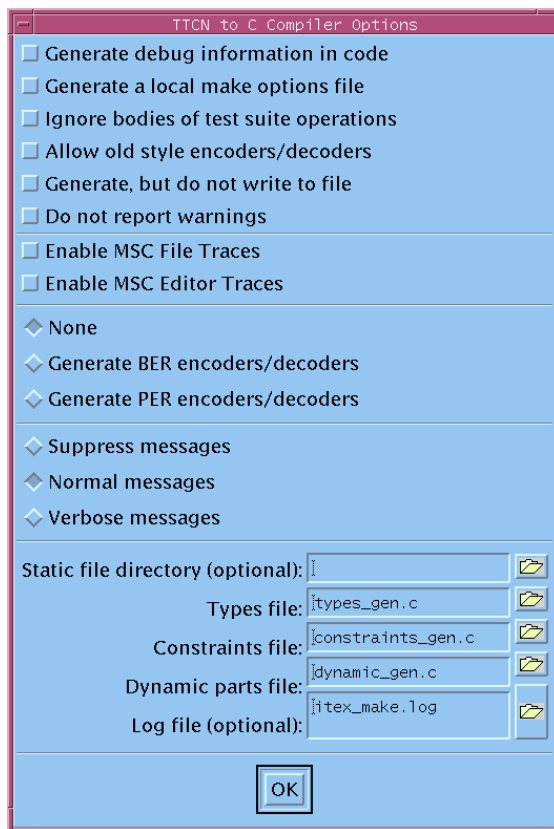 TTCN to C Compiler Options
Generate debug information in code
Generate a local make options file
Ignore bodies of test suite operations
Allow old style encoders/decoders
Generate, but do not write to file
Do not report warnings
Enable MSC File Traces
Enable MSC Editor Traces
None
Generate BER encoders/decoders
Generate PER encoders/decoders
Suppress messages
Normal messages
Verbose messages
Static file directory (optional):
Types file: types_gen.c
Constraints file: constraints_gen.c
Dynamic parts file: dynamic_gen.c
Log file (optional): itex_make.log
OK